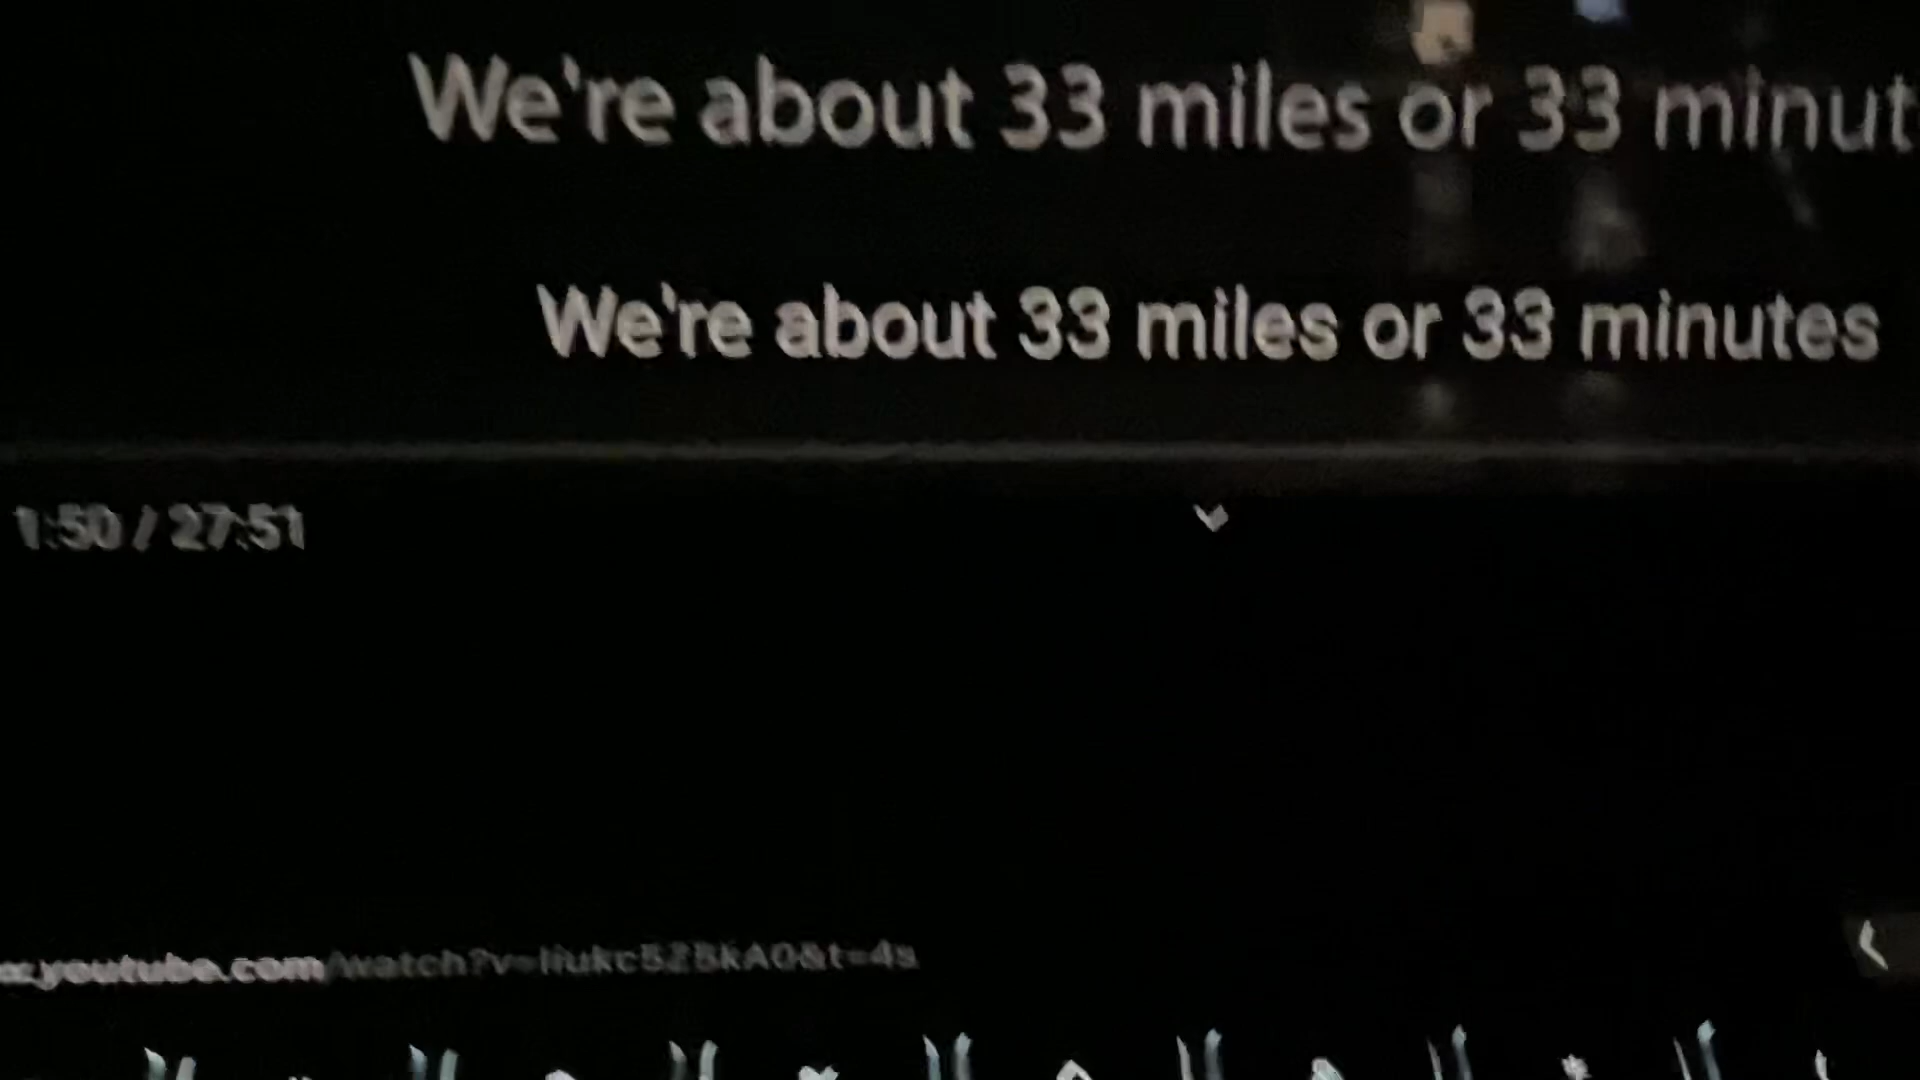 We're about 33 miles or 33 minut
We're about 33 miles or 33 minutes
1:50 / 27:51
youtube.com